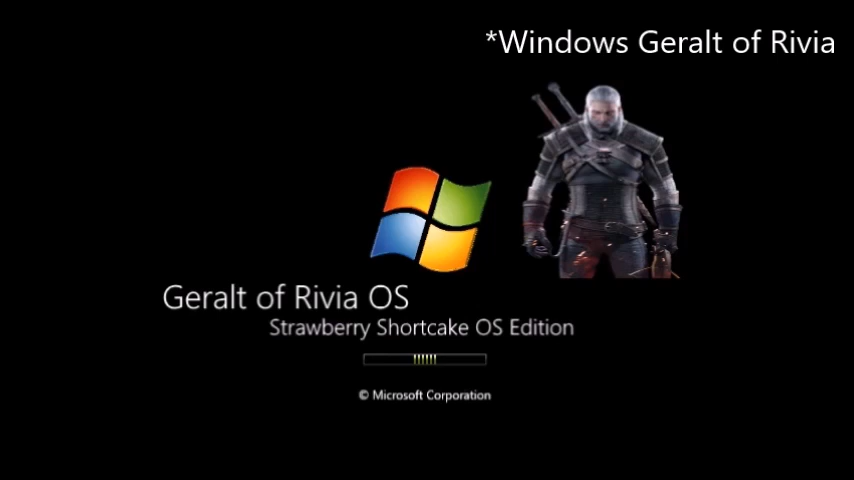 *Windows Geralt of Rivia
Geralt of Rivia OS
Strawberry Shortcake OS Edition
© Microsoft Corporation